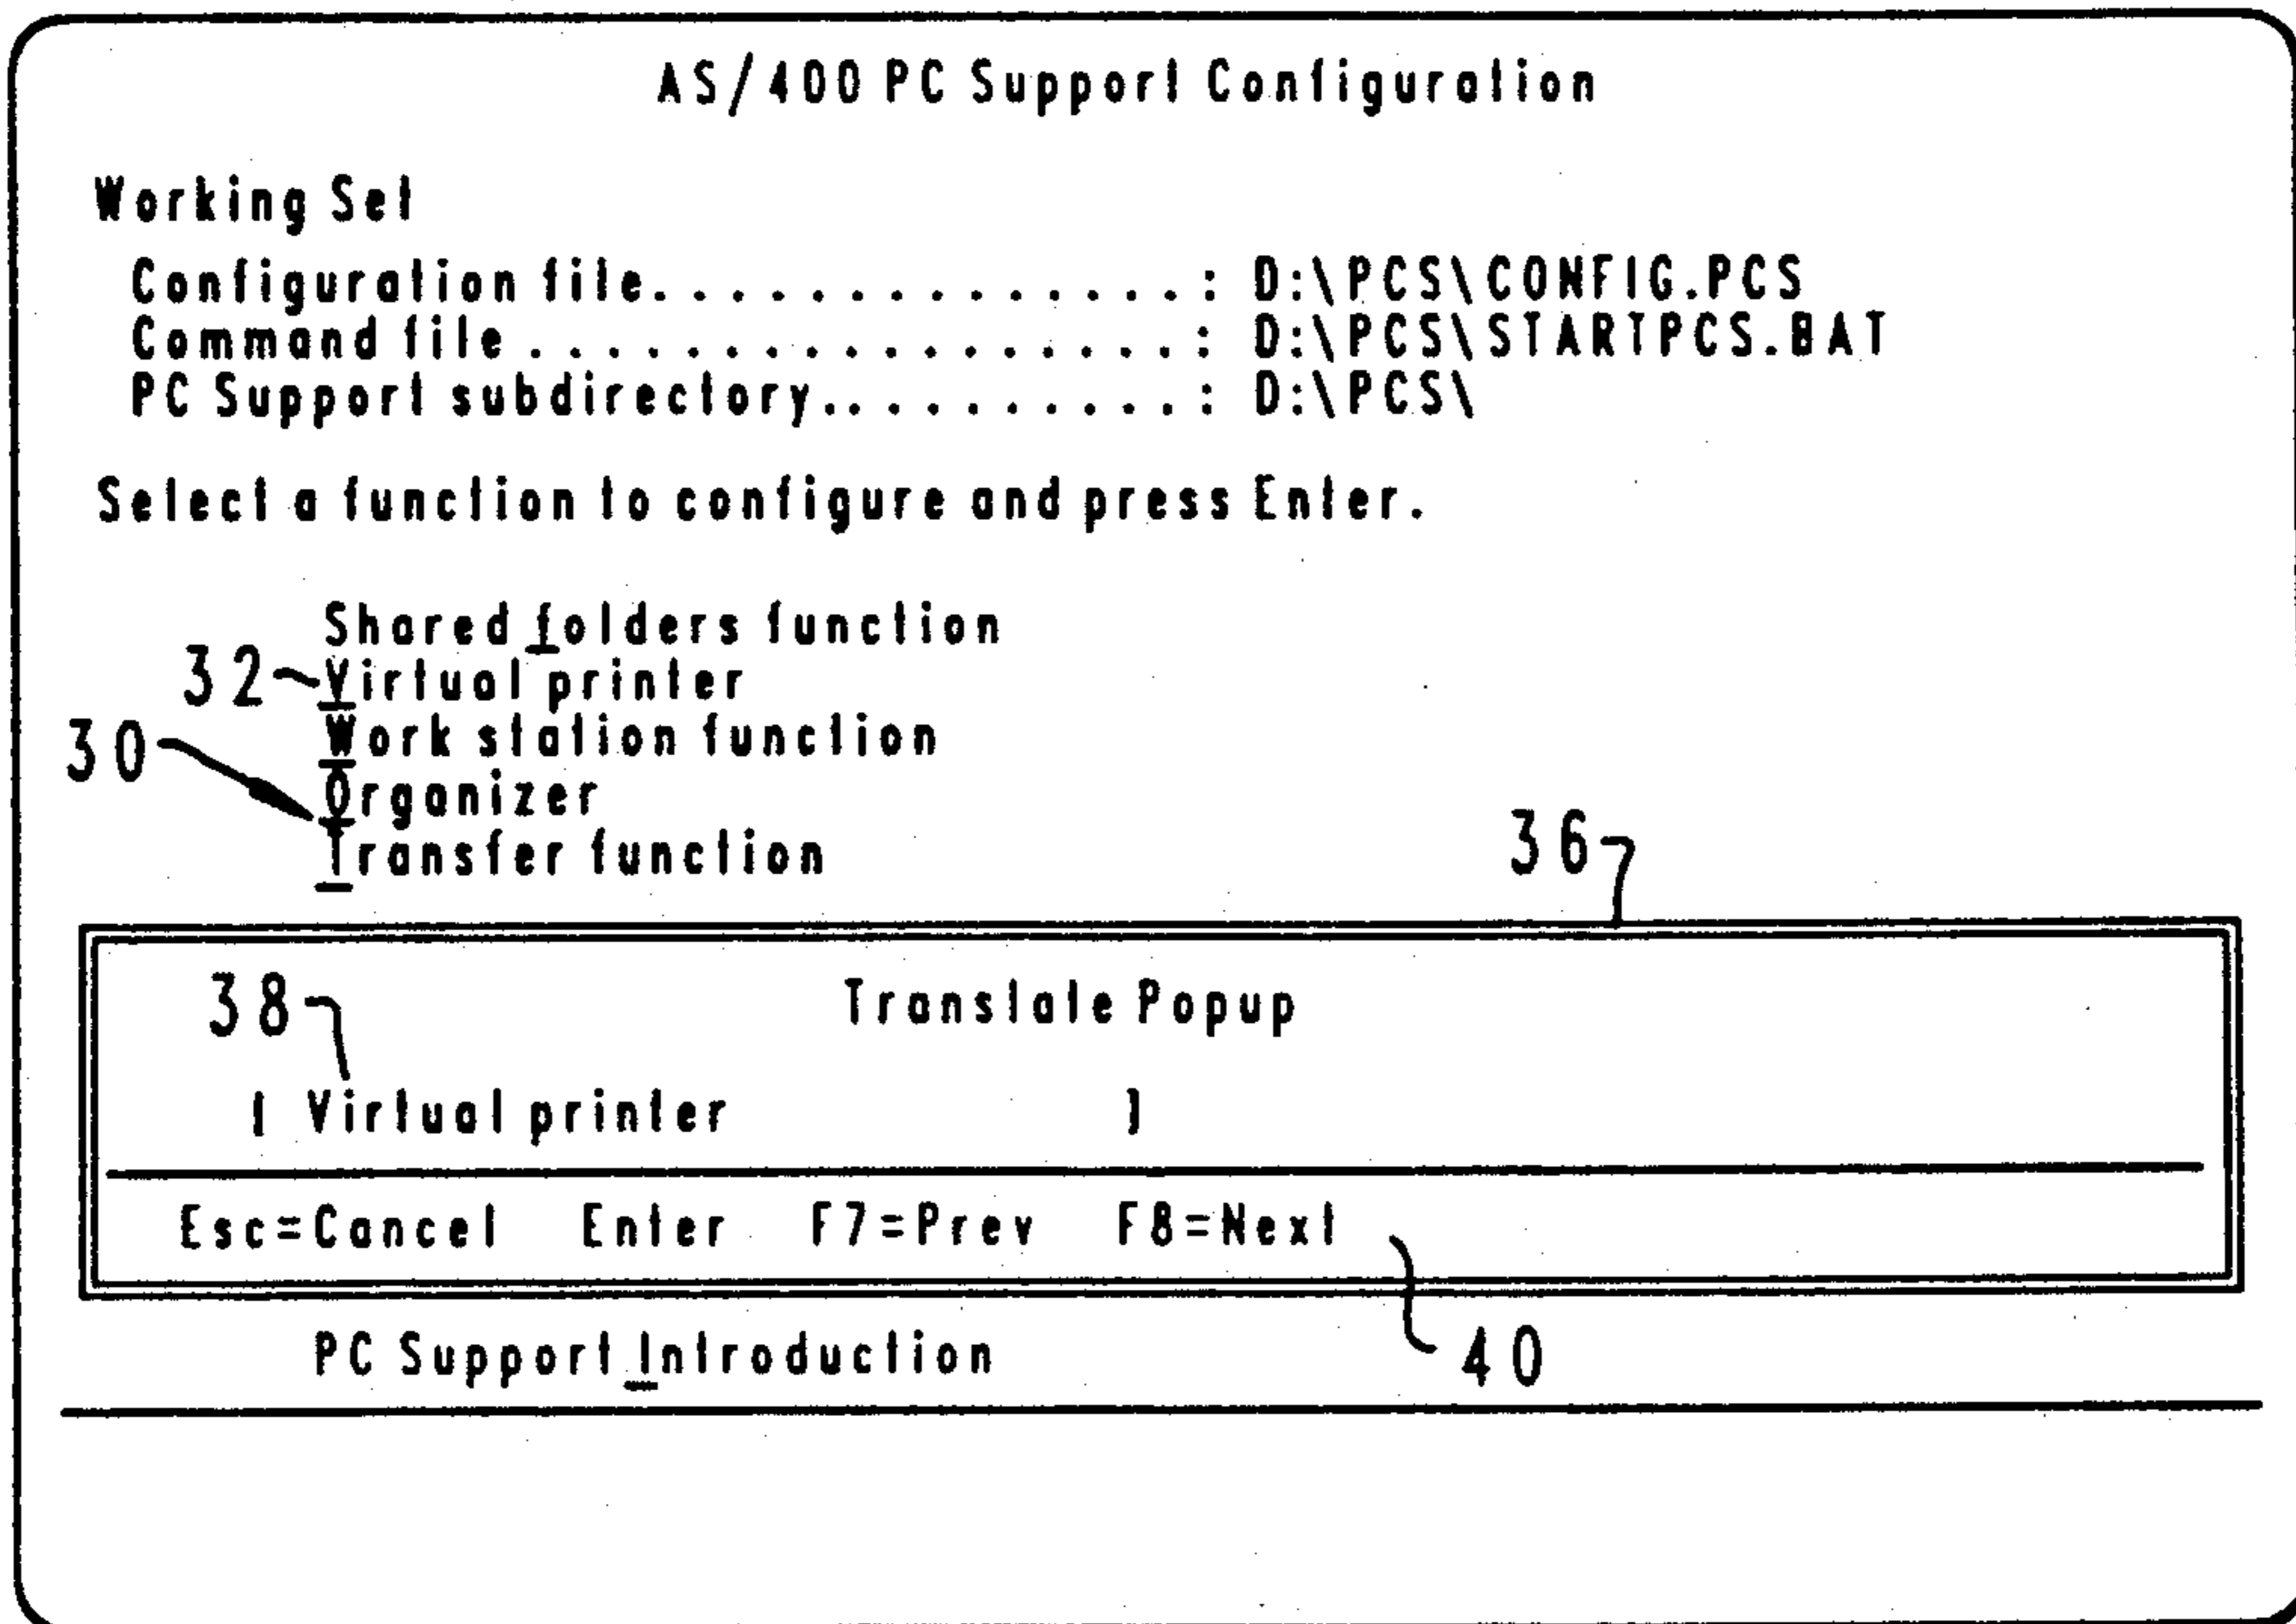 AS/400 PC Support Configuration
Working Set
Configuration file. . . . . . . . . . . . . . : D:\PCS\CONFIG.PCS
Command file . . . . . . . . . . . . . . . . . : D:\PCS\STARTPCS.BAT
PC Support subdirectory. . . . . . . . . . : D:\PCS\
Select a function to configure and press Enter.
Shared folders function
32 Virtual printer
Work station function
30
Organizer
Transfer function
36
38
Translate Popup
[ Virtual printer ]
Esc=Cancel Enter F7=Prev F8=Next
PC Support Introduction
40